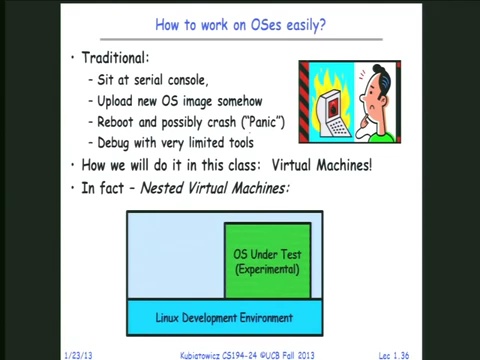 How to work on OSes easily?
• Traditional:
- Sit at serial console,
- Upload new OS image somehow
- Reboot and possibly crash ("Panic")
- Debug with very limited tools
• How we will do it in this class: Virtual Machines!
• In fact – Nested Virtual Machines:
OS Under Test
(Experimental)
Linux Development Environment
1/23/13 Kubiatowicz CS194-24 ©UCB Fall 2013 Lec 1.36